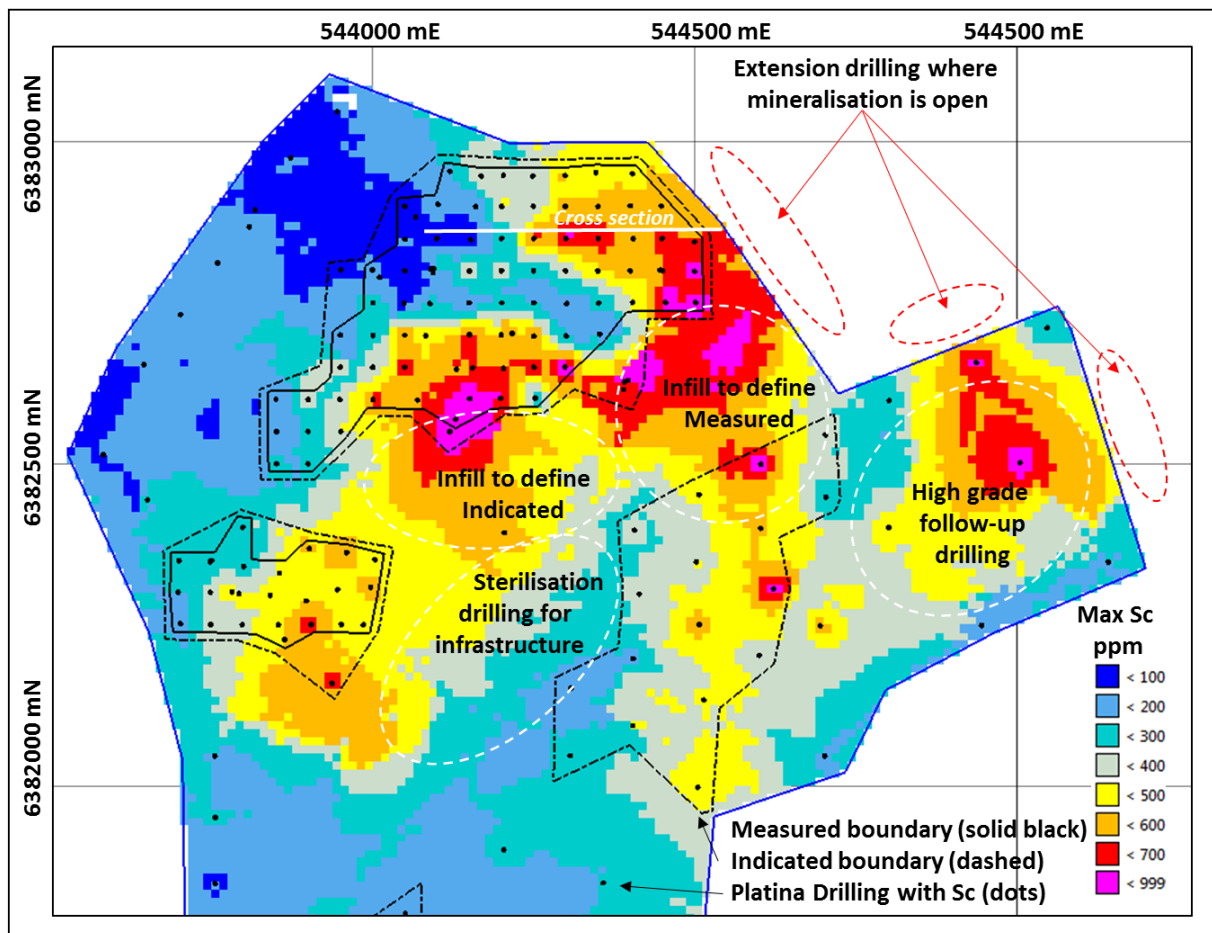 544000 mE
544500 mE
544500 mE
Extension drilling where
mineralisation is open
6383000 mN
Cross section
Infill to define
Measured
6382500 mN
Infill to define
Indicated
High grade
follow-up
drilling
Sterilisation
drilling for
infrastructure
Max Sc
ppm
< 100
< 200
< 300
< 400
< 500
< 600
< 700
< 999
6382000 mN
Measured boundary (solid black)
Indicated boundary (dashed)
Platina Drilling with Sc (dots)